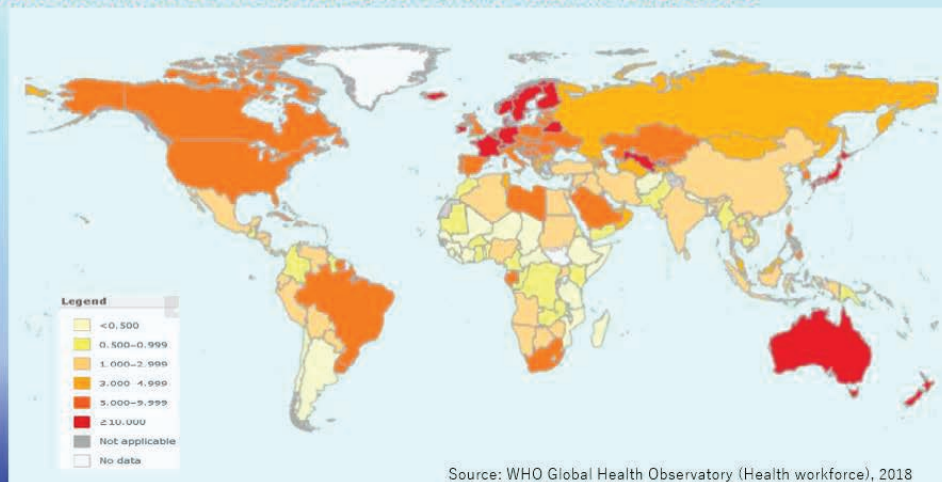 Legend
<0.500
0.500–0.999
1.000–2.999
3.000–4.999
5.000–9.999
≥10.000
Not applicable
No data
Source: WHO Global Health Observatory (Health workforce), 2018